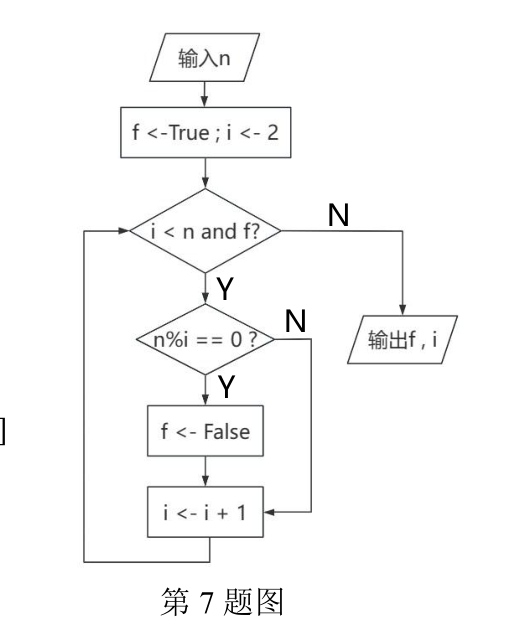 输入n
f <-True ; i <- 2
i < n and f?
N
Y
n%i == 0 ?
N
输出f , i
Y
]
f <- False
i <- i + 1
第 7 题图